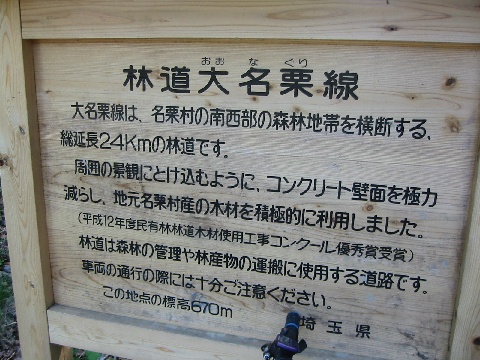 おおなぐり
林道大名栗線
大名栗線は、名栗村の南西部の森林地帯を横断する、
総延長24Kmの林道です。
周囲の景観にとけ込むように、コンクリート壁面を極力
減らし、地元名栗村産の木材を積極的に利用しました。
(平成12年度民有林林道木材使用工事コンクール優秀賞受賞)
林道は森林の管理や林産物の運搬に使用する道路です。
車両の通行の際には十分ご注意ください。
この地点の標高670m
埼玉県